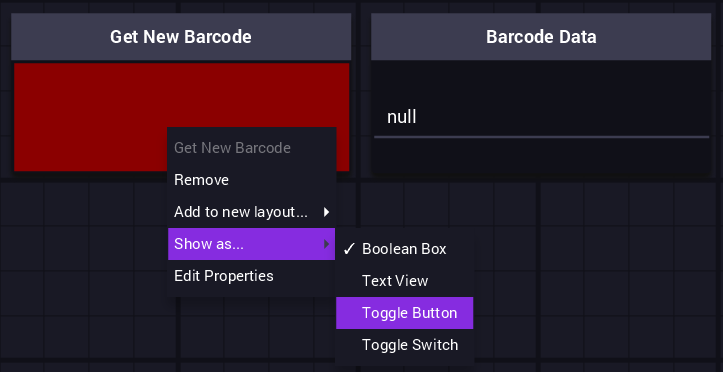 Get New Barcode
Barcode Data
null
Get New Barcode
Remove
Add to new layout...
Show as...
Edit Properties
✓ Boolean Box
Text View
Toggle Button
Toggle Switch